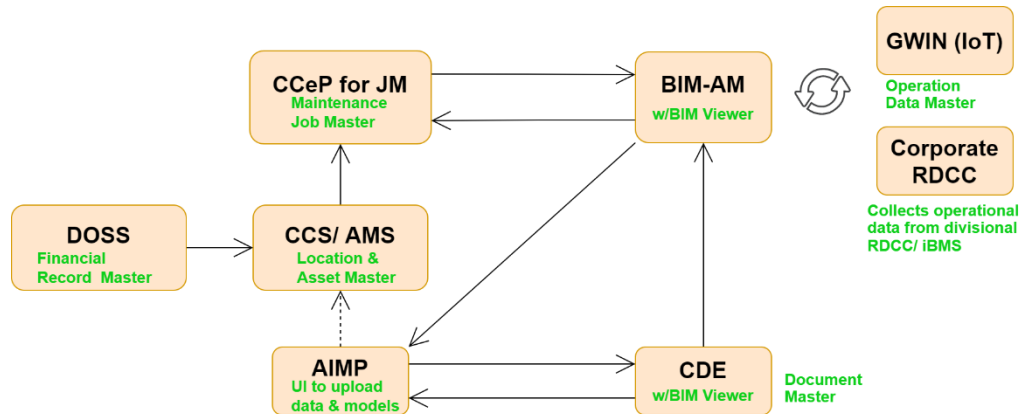 GWIN (IoT)
Operation
Data Master
CCeP for JM
Maintenance
Job Master
BIM-AM
w/BIM Viewer
Corporate
RDCC
Collects operational
data from divisional
RDCC/ iBMS
DOSS
Financial
Record Master
CCS/ AMS
Location &
Asset Master
AIMP
UI to upload
data & models
CDE
w/BIM Viewer
Document
Master